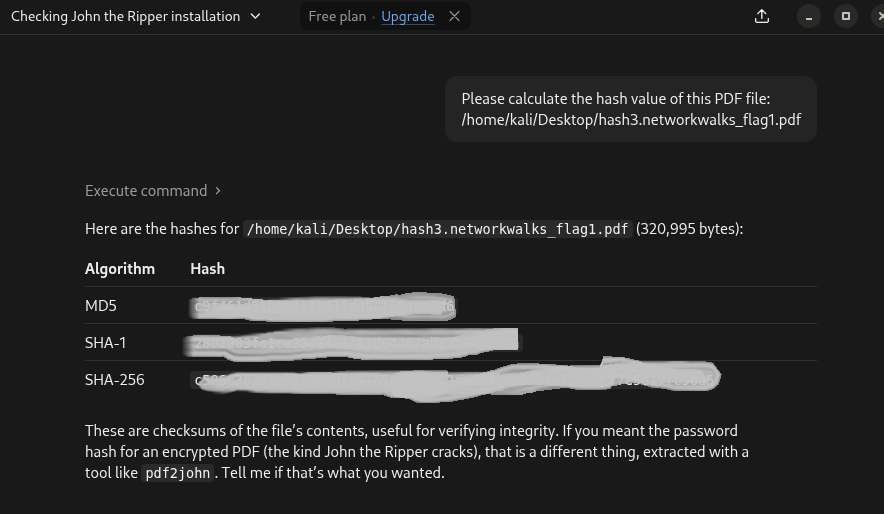 Checking John the Ripper installation
Free plan · Upgrade
Please calculate the hash value of this PDF file:
/home/kali/Desktop/hash3.networkwalks_flag1.pdf
Execute command >
Here are the hashes for /home/kali/Desktop/hash3.networkwalks_flag1.pdf (320,995 bytes):
Algorithm Hash
MD5
SHA-1
SHA-256
These are checksums of the file’s contents, useful for verifying integrity. If you meant the password
hash for an encrypted PDF (the kind John the Ripper cracks), that is a different thing, extracted with a
tool like pdf2john. Tell me if that’s what you wanted.